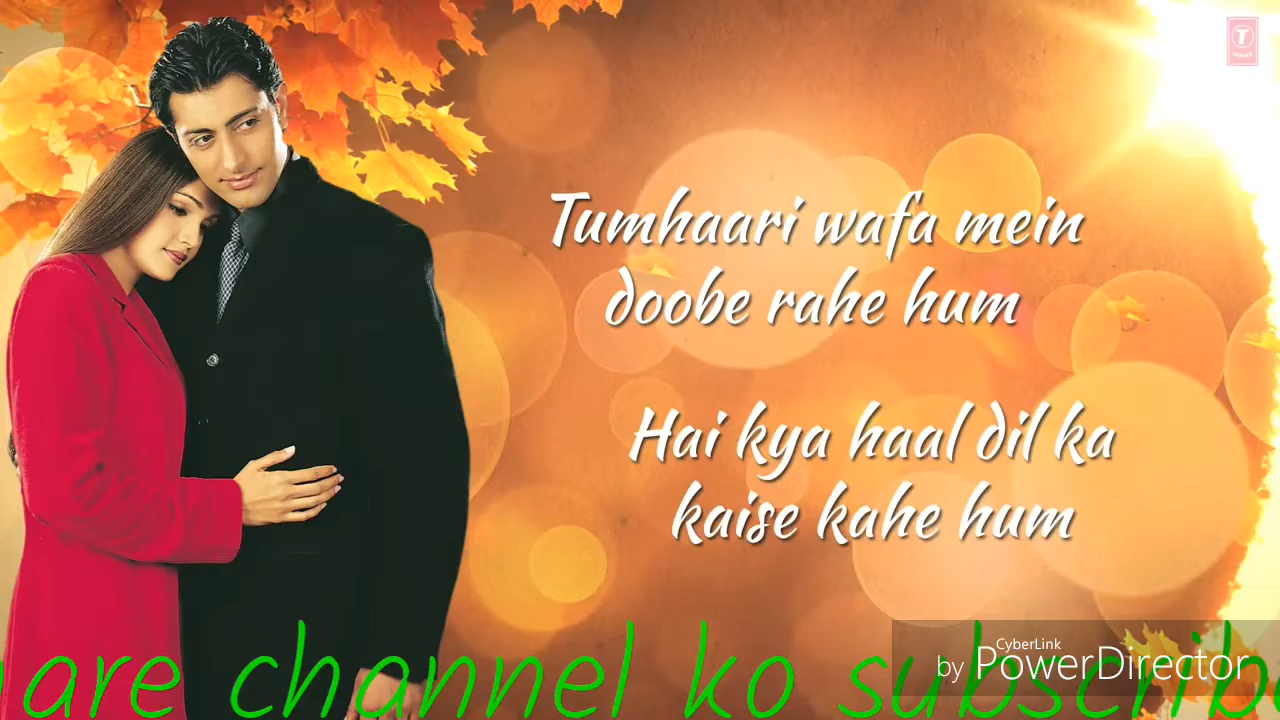 T
Tumhaari wafa mein
doobe rahe hum
Hai kya haal dil ka
kaise kahe hum
are channel ko subscrib
CyberLink
by PowerDirector